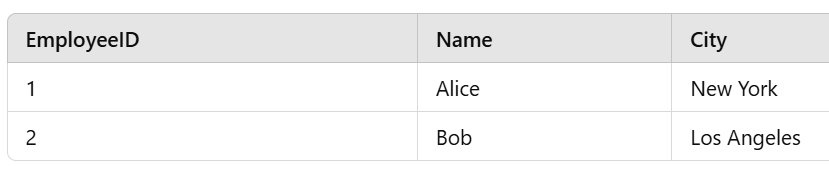 EmployeeID Name City
1 Alice New York
2 Bob Los Angeles